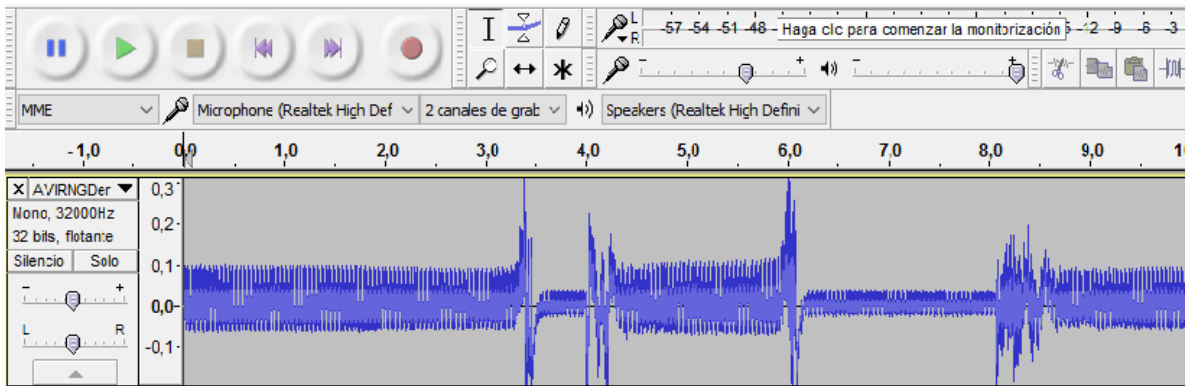 L
R
-57 -54 -51 -48 - Haga clic para comenzar la monitorización -12 -9 -6 -3
MME
Microphone (Realtek High Def
2 canales de grab
Speakers (Realtek High Defini
-1,0 0,0 1,0 2,0 3,0 4,0 5,0 6,0 7,0 8,0 9,0 1
X AVIRNGDer
Mono, 32000Hz
32 bits, flotante
Silencio Solo
- +
L R
0,3
0,2
0,1
0,0
-0,1